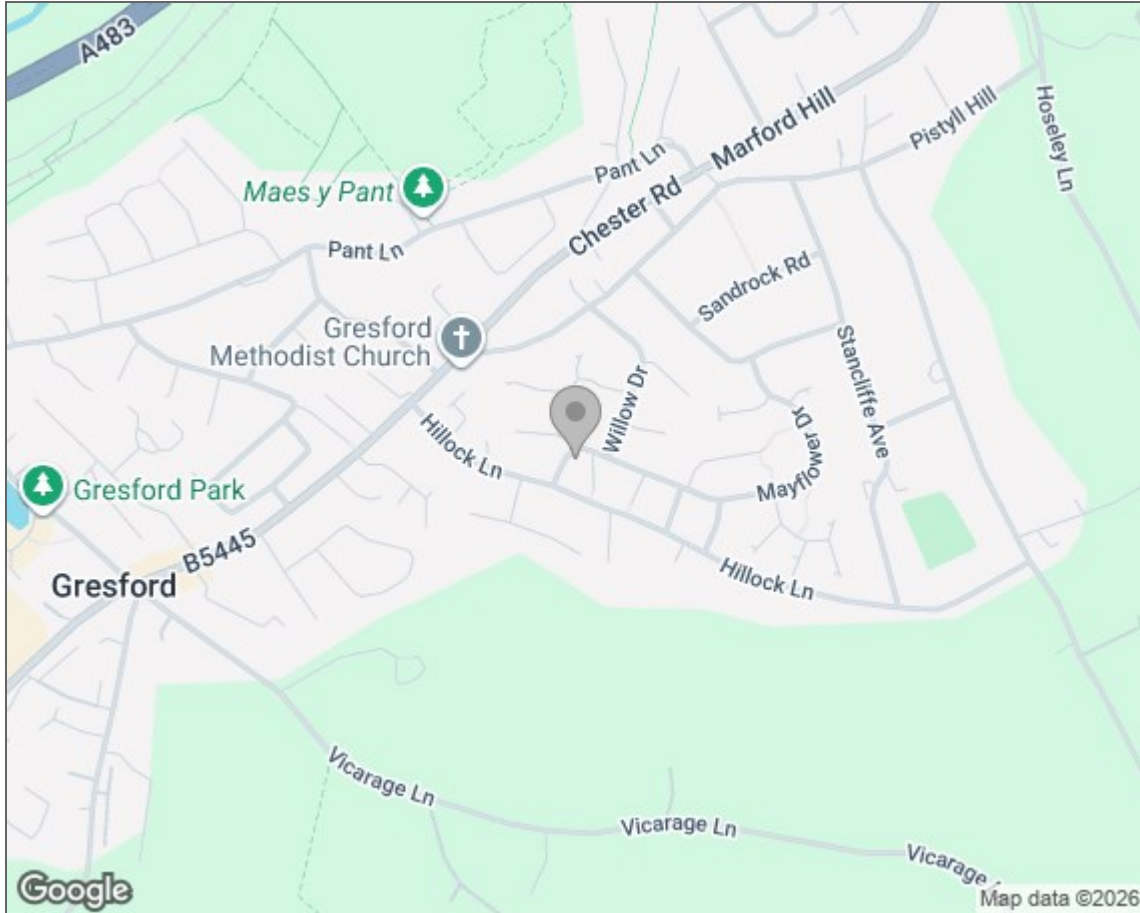 A483
Marford Hill
Pistyll Hill
Hoseley Ln
Pant Ln
Maes y Pant
Chester Rd
Pant Ln
Sandrock Rd
Gresford
Methodist Church
Stancliffe Ave
Willow Dr
Mayflower Dr
Hillock Ln
Gresford Park
B5445
Gresford
Hillock Ln
Vicarage Ln
Vicarage Ln
Vicarage
Google
Map data ©2026